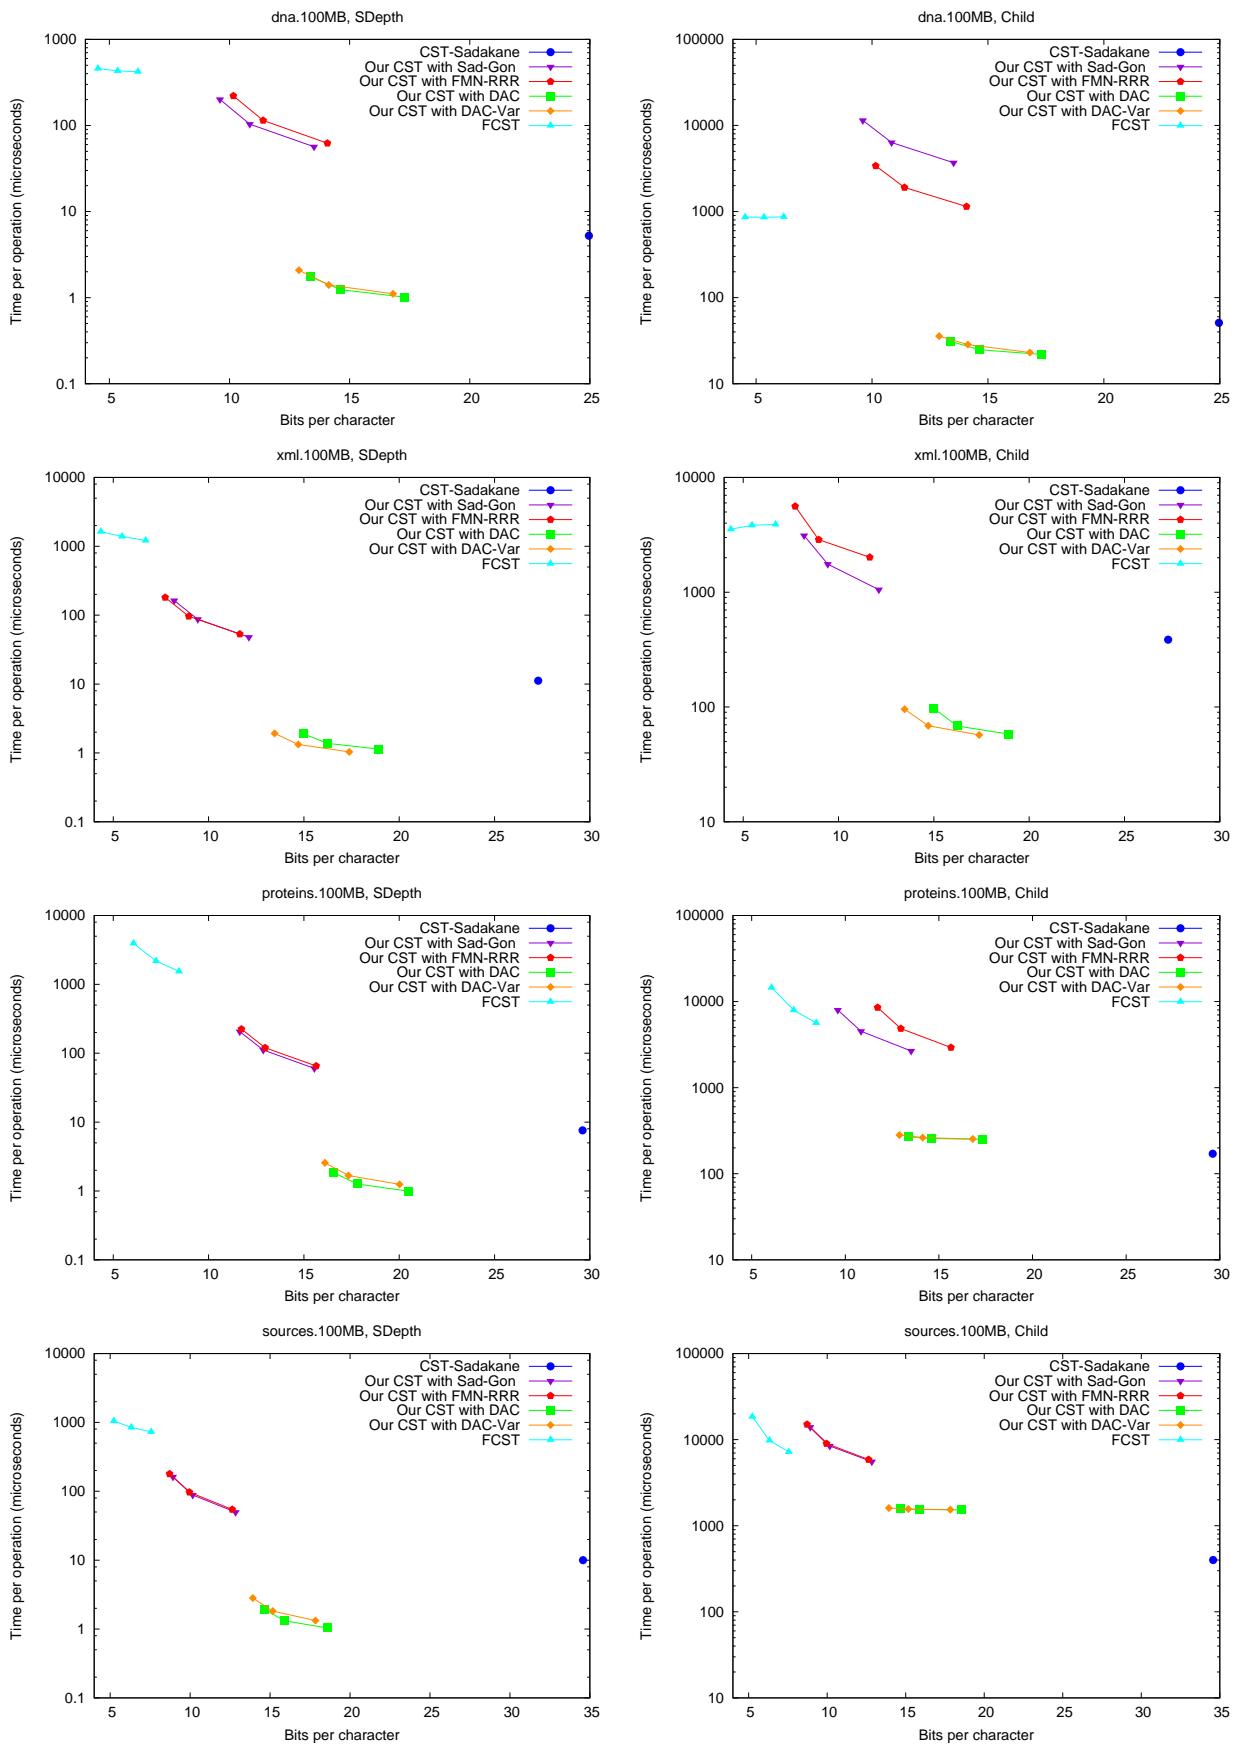 dna.100MB, SDepth
1000
100
10
1
0.1
5 10 15 20 25
Time per operation (microseconds)
Bits per character
CST-Sadakane
Our CST with Sad-Gon
Our CST with FMN-RRR
Our CST with DAC
Our CST with DAC-Var
FCST
dna.100MB, Child
100000
10000
1000
100
10
5 10 15 20 25
Time per operation (microseconds)
Bits per character
CST-Sadakane
Our CST with Sad-Gon
Our CST with FMN-RRR
Our CST with DAC
Our CST with DAC-Var
FCST
xml.100MB, SDepth
10000
1000
100
10
1
0.1
5 10 15 20 25 30
Time per operation (microseconds)
Bits per character
CST-Sadakane
Our CST with Sad-Gon
Our CST with FMN-RRR
Our CST with DAC
Our CST with DAC-Var
FCST
xml.100MB, Child
10000
1000
100
10
5 10 15 20 25 30
Time per operation (microseconds)
Bits per character
CST-Sadakane
Our CST with Sad-Gon
Our CST with FMN-RRR
Our CST with DAC
Our CST with DAC-Var
FCST
proteins.100MB, SDepth
10000
1000
100
10
1
0.1
5 10 15 20 25 30
Time per operation (microseconds)
Bits per character
CST-Sadakane
Our CST with Sad-Gon
Our CST with FMN-RRR
Our CST with DAC
Our CST with DAC-Var
FCST
proteins.100MB, Child
100000
10000
1000
100
10
5 10 15 20 25 30
Time per operation (microseconds)
Bits per character
CST-Sadakane
Our CST with Sad-Gon
Our CST with FMN-RRR
Our CST with DAC
Our CST with DAC-Var
FCST
sources.100MB, SDepth
10000
1000
100
10
1
0.1
5 10 15 20 25 30 35
Time per operation (microseconds)
Bits per character
CST-Sadakane
Our CST with Sad-Gon
Our CST with FMN-RRR
Our CST with DAC
Our CST with DAC-Var
FCST
sources.100MB, Child
100000
10000
1000
100
10
5 10 15 20 25 30 35
Time per operation (microseconds)
Bits per character
CST-Sadakane
Our CST with Sad-Gon
Our CST with FMN-RRR
Our CST with DAC
Our CST with DAC-Var
FCST